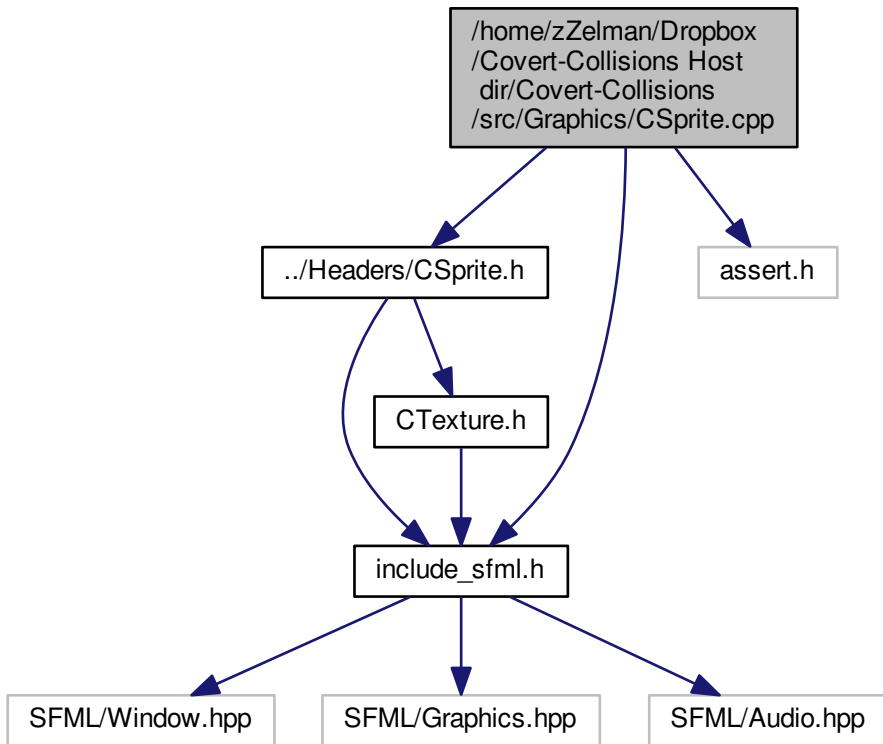 /home/zZelman/Dropbox
/Covert-Collisions Host
dir/Covert-Collisions
/src/Graphics/CSprite.cpp
../Headers/CSprite.h
assert.h
CTexture.h
include_sfml.h
SFML/Window.hpp
SFML/Graphics.hpp
SFML/Audio.hpp